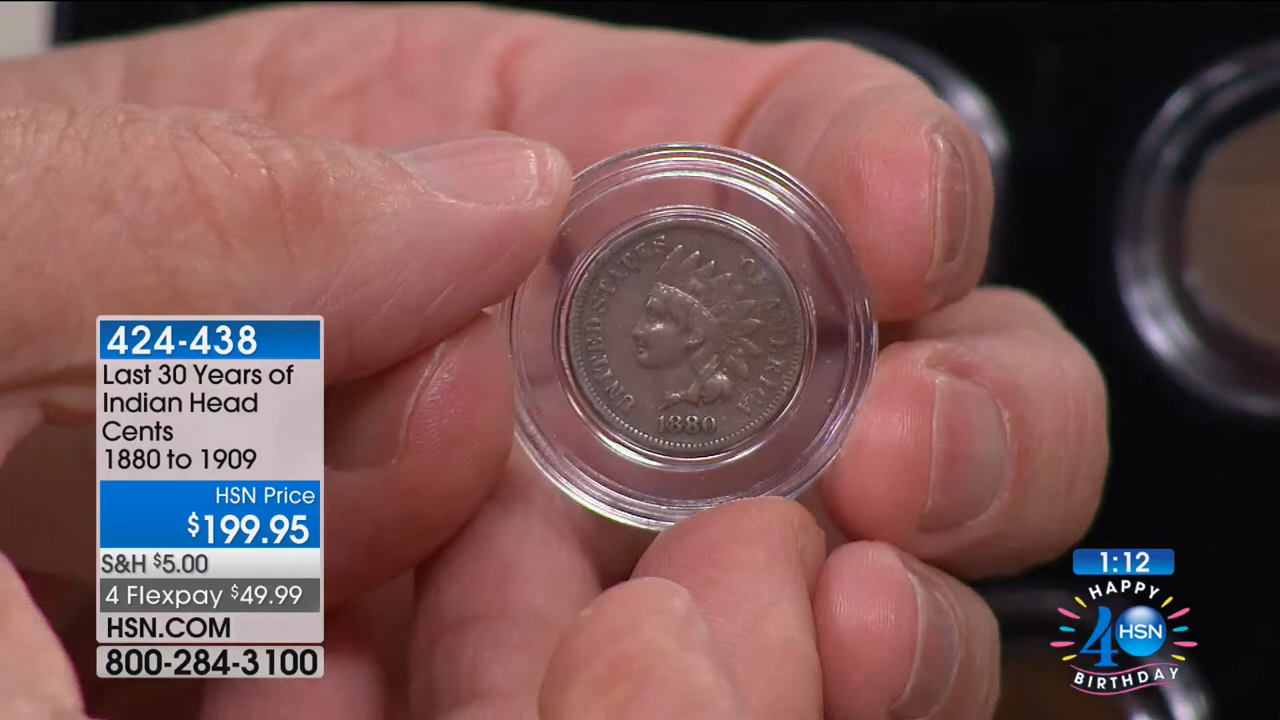 UNITED STATES OF AMERICA
1880
424-438
Last 30 Years of
Indian Head
Cents
1880 to 1909
HSN Price
$199.95
S&H $5.00
4 Flexpay $49.99
HSN.COM
800-284-3100
1:12
HAPPY
40
HSN
BIRTHDAY